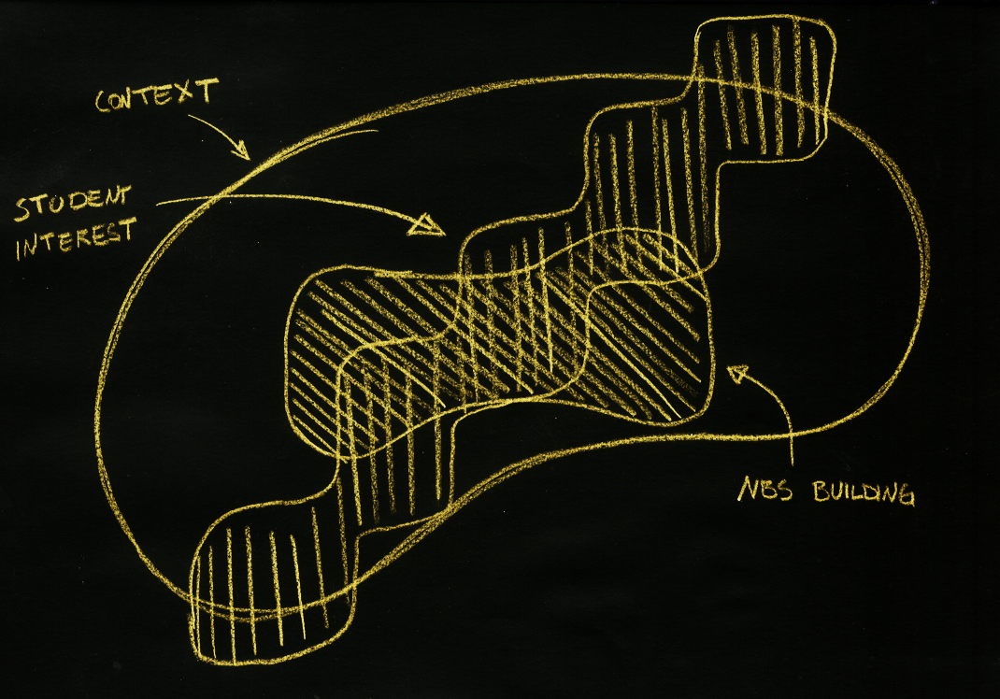 CONTEXT
STUDENT
INTEREST
NBS BUILDING